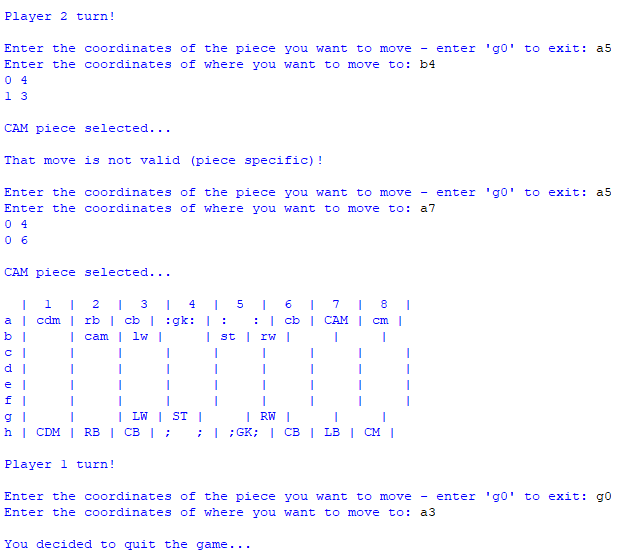 Player 2 turn!
Enter the coordinates of the piece you want to move - enter 'g0' to exit: a5
Enter the coordinates of where you want to move to: b4
0 4
1 3
CAM piece selected...
That move is not valid (piece specific)!
Enter the coordinates of the piece you want to move - enter 'g0' to exit: a5
Enter the coordinates of where you want to move to: a7
0 4
0 6
CAM piece selected...
  |  1  |  2  |  3  |  4  |  5  |  6  |  7  |  8  |
a | cdm | rb | cb | :gk: | :   : | cb | CAM | cm |
b |     | cam | lw |     | st | rw |     |     |
c |     |     |     |     |     |     |     |     |
d |     |     |     |     |     |     |     |     |
e |     |     |     |     |     |     |     |     |
f |     |     |     |     |     |     |     |     |
g |     |     | LW | ST |     | RW |     |     |
h | CDM | RB | CB | ;   ; | ;GK; | CB | LB | CM |
Player 1 turn!
Enter the coordinates of the piece you want to move - enter 'g0' to exit: g0
Enter the coordinates of where you want to move to: a3
You decided to quit the game...